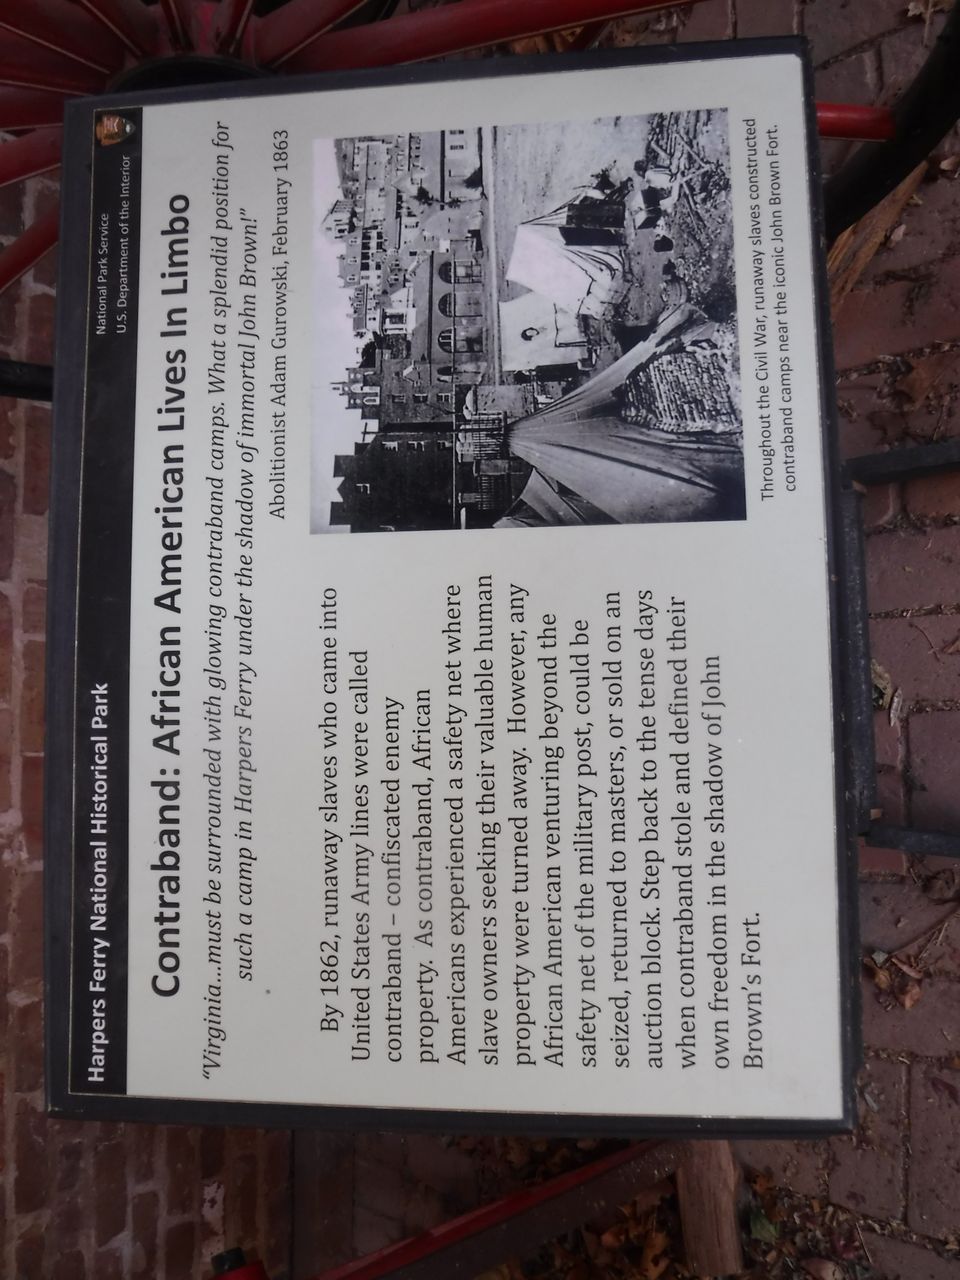 Harpers Ferry National Historical Park
National Park Service
U.S. Department of the Interior
Contraband: African American Lives In Limbo
"Virginia...must be surrounded with glowing contraband camps. What a splendid position for
such a camp in Harpers Ferry under the shadow of immortal John Brown!"
Abolitionist Adam Gurowski, February 1863
By 1862, runaway slaves who came into
United States Army lines were called
contraband – confiscated enemy
property. As contraband, African
Americans experienced a safety net where
slave owners seeking their valuable human
property were turned away. However, any
African American venturing beyond the
safety net of the military post, could be
seized, returned to masters, or sold on an
auction block. Step back to the tense days
when contraband stole and defined their
own freedom in the shadow of John
Brown's Fort.
Throughout the Civil War, runaway slaves constructed
contraband camps near the iconic John Brown Fort.